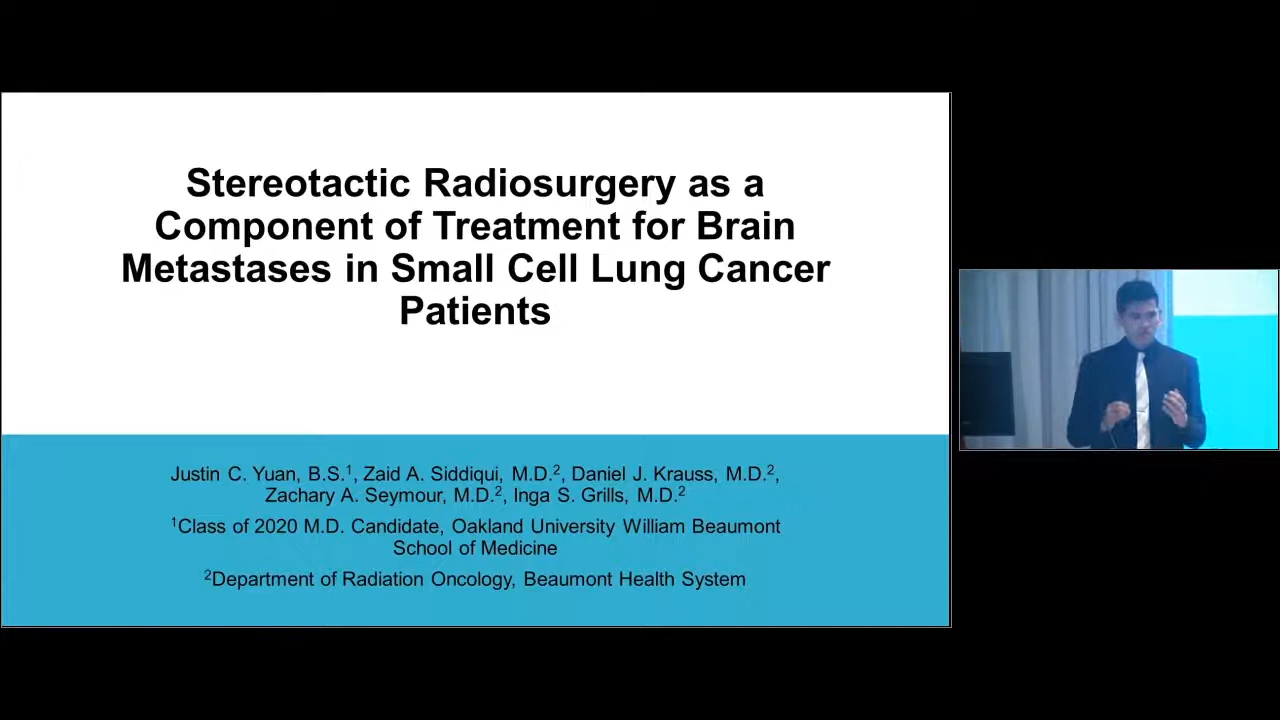 Stereotactic Radiosurgery as a
Component of Treatment for Brain
Metastases in Small Cell Lung Cancer
Patients
Justin C. Yuan, B.S.¹, Zaid A. Siddiqui, M.D.², Daniel J. Krauss, M.D.²,
Zachary A. Seymour, M.D.², Inga S. Grills, M.D.²
¹Class of 2020 M.D. Candidate, Oakland University William Beaumont
School of Medicine
²Department of Radiation Oncology, Beaumont Health System